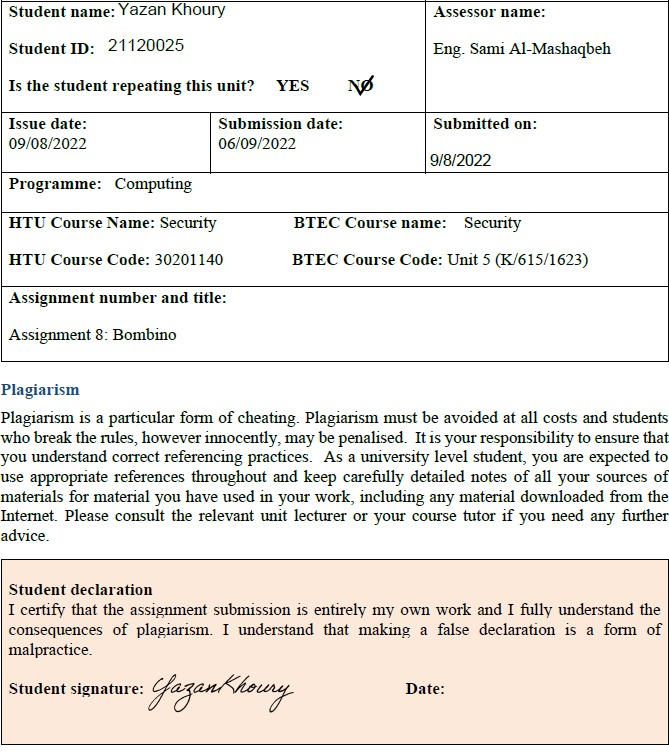 Student name: Yazan Khoury
Assessor name:
Student ID: 21120025
Eng. Sami Al-Mashaqbeh
Is the student repeating this unit? YES NO
Issue date:
09/08/2022
Submission date:
06/09/2022
Submitted on:
9/8/2022
Programme: Computing
HTU Course Name: Security BTEC Course name: Security
HTU Course Code: 30201140 BTEC Course Code: Unit 5 (K/615/1623)
Assignment number and title:
Assignment 8: Bombino
Plagiarism
Plagiarism is a particular form of cheating. Plagiarism must be avoided at all costs and students
who break the rules, however innocently, may be penalised. It is your responsibility to ensure that
you understand correct referencing practices. As a university level student, you are expected to
use appropriate references throughout and keep carefully detailed notes of all your sources of
materials for material you have used in your work, including any material downloaded from the
Internet. Please consult the relevant unit lecturer or your course tutor if you need any further
advice.
Student declaration
I certify that the assignment submission is entirely my own work and I fully understand the
consequences of plagiarism. I understand that making a false declaration is a form of
malpractice.
Student signature: YazanKhoury Date: